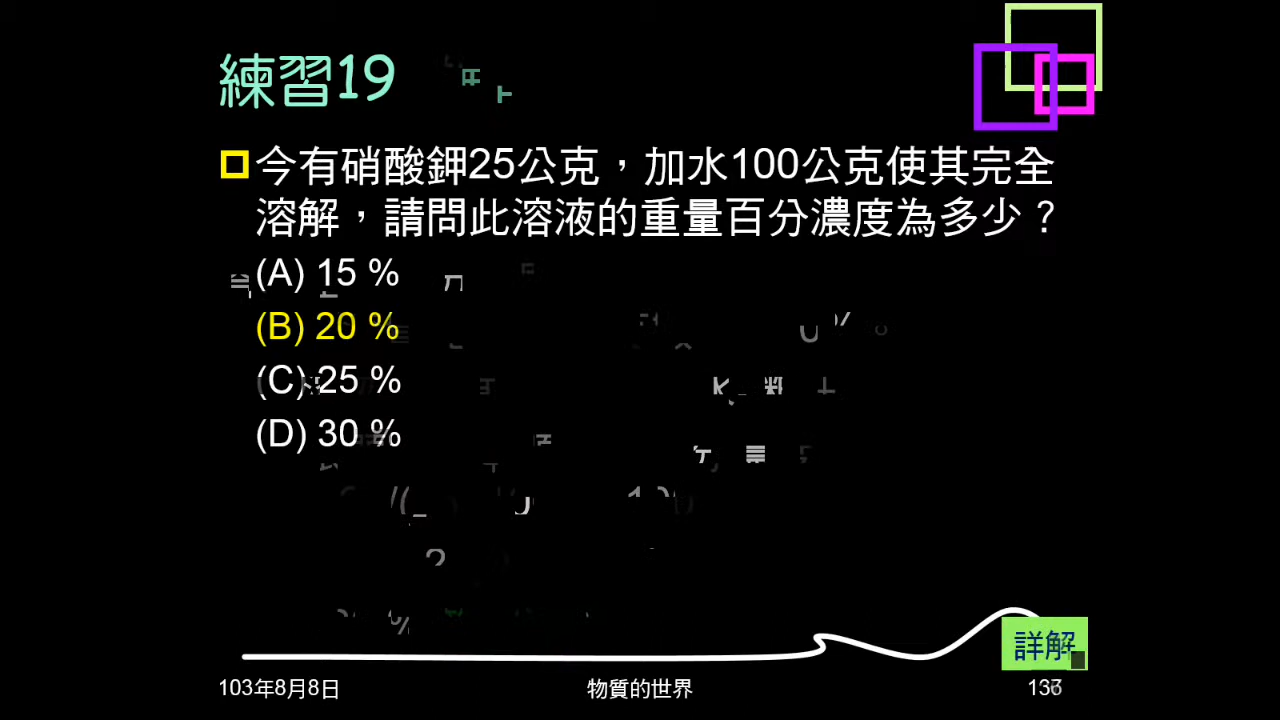 練習19
今有硝酸鉀25公克，加水100公克使其完全
溶解，請問此溶液的重量百分濃度為多少？
(A) 15 %
(B) 20 %
(C) 25 %
(D) 30 %
詳解
103年8月8日
物質的世界